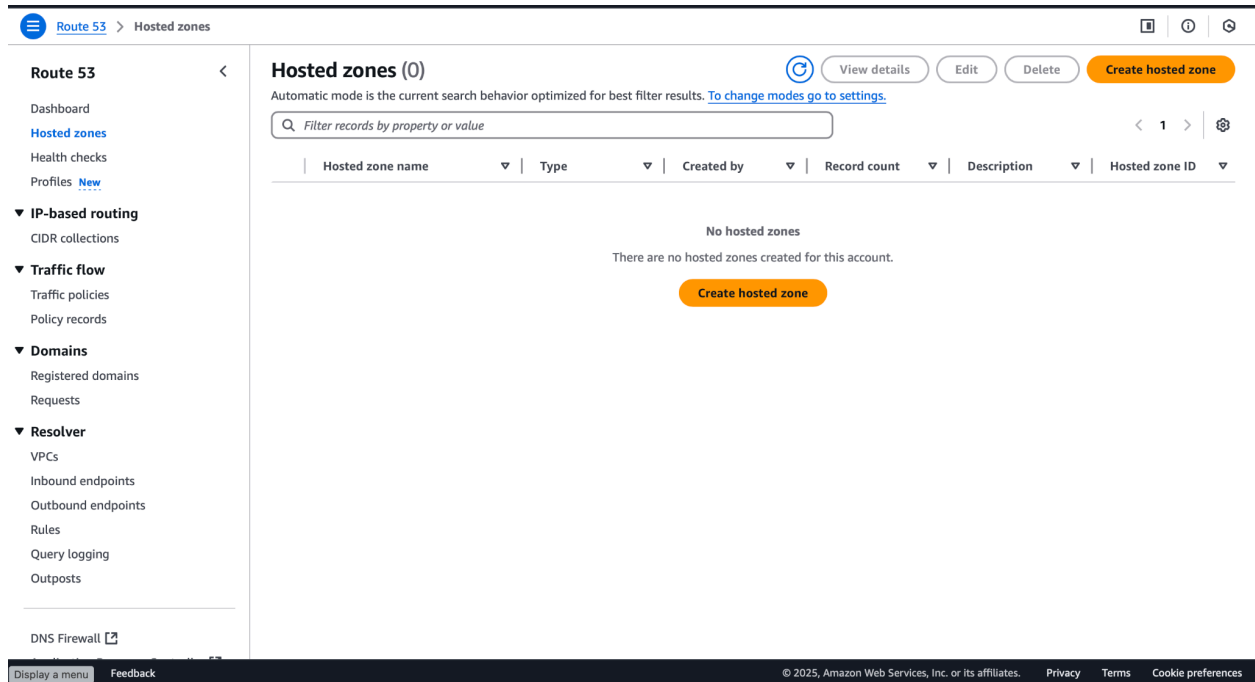 Route 53 > Hosted zones
Route 53
Dashboard
Hosted zones
Health checks
Profiles New
IP-based routing
CIDR collections
Traffic flow
Traffic policies
Policy records
Domains
Registered domains
Requests
Resolver
VPCs
Inbound endpoints
Outbound endpoints
Rules
Query logging
Outposts
DNS Firewall
Hosted zones (0)
View details
Edit
Delete
Create hosted zone
Automatic mode is the current search behavior optimized for best filter results. To change modes go to settings.
Filter records by property or value
1
Hosted zone name Type Created by Record count Description Hosted zone ID
No hosted zones
There are no hosted zones created for this account.
Create hosted zone
Display a menu
Feedback
© 2025, Amazon Web Services, Inc. or its affiliates. Privacy Terms Cookie preferences